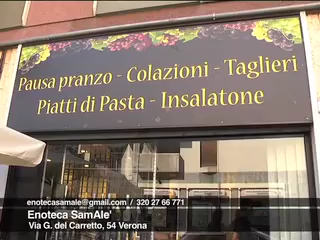 Pausa pranzo - Colazioni - Taglieri
Piatti di Pasta - Insalatone
enotecasamale@gmail.com / 320 27 66 771
Enoteca SamAle'
Via G. del Carretto, 54 Verona